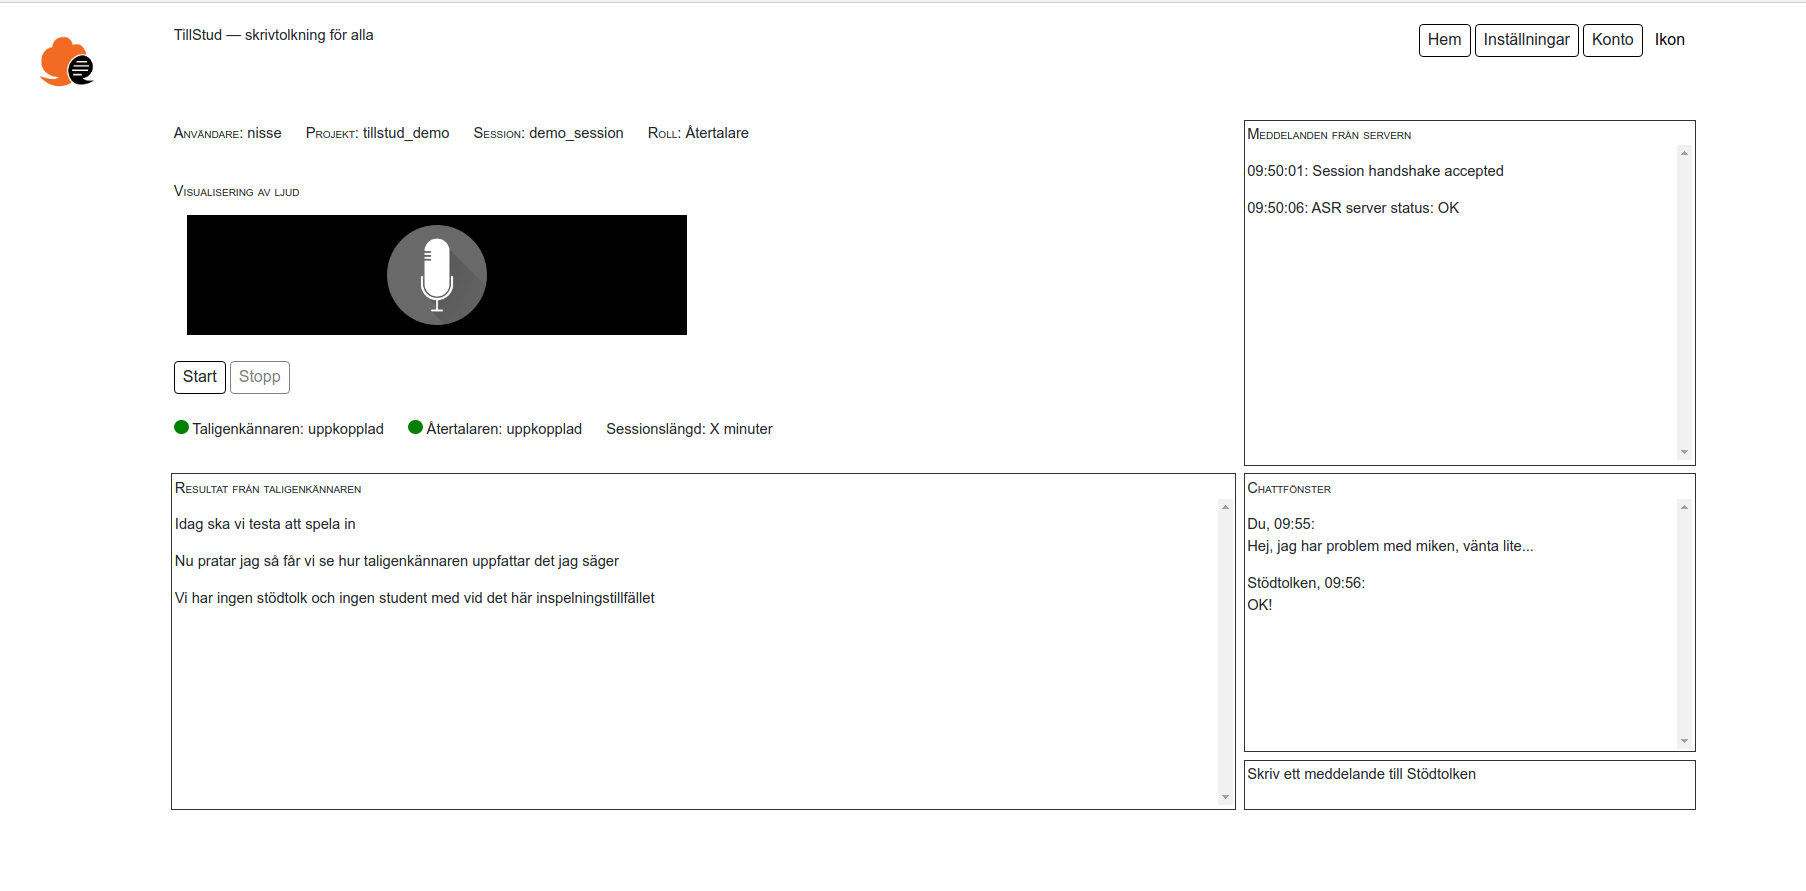 TillStud — skrivtolkning för alla
Hem Inställningar Konto Ikon
Användare: nisse Projekt: tillstud_demo Session: demo_session Roll: Återtalare
Visualisering av ljud
Start Stopp
Taligenkännaren: uppkopplad Återtalaren: uppkopplad Sessionslängd: X minuter
Meddelanden från servern
09:50:01: Session handshake accepted
09:50:06: ASR server status: OK
Resultat från taligenkännaren
Idag ska vi testa att spela in
Nu pratar jag så får vi se hur taligenkännaren uppfattar det jag säger
Vi har ingen stödtolk och ingen student med vid det här inspelningstillfället
Chattfönster
Du, 09:55:
Hej, jag har problem med miken, vänta lite...
Stödtolken, 09:56:
OK!
Skriv ett meddelande till Stödtolken